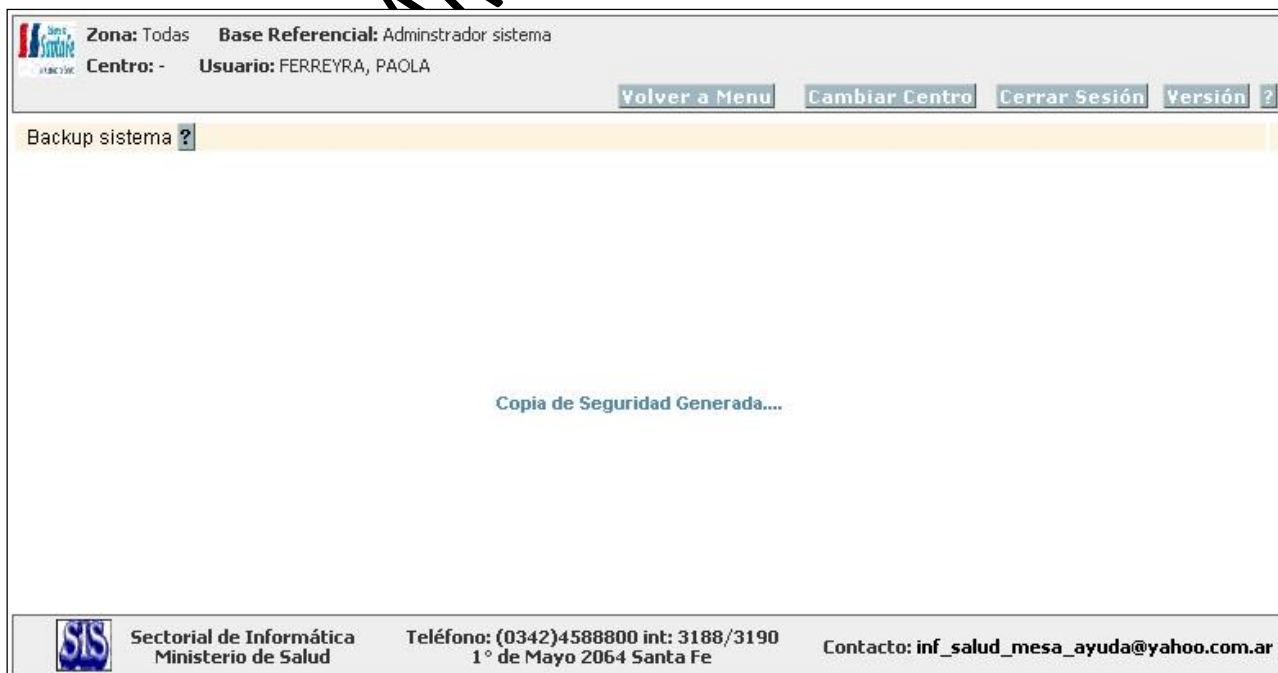 Zona: Todas Base Referencial: Adminstrador sistema
Centro: - Usuario: FERREYRA, PAOLA
Volver a Menu Cambiar Centro Cerrar Sesión Versión ?
Backup sistema ?
Copia de Seguridad Generada....
SIS
Sectorial de Informática
Ministerio de Salud
Teléfono: (0342)4588800 int: 3188/3190
1° de Mayo 2064 Santa Fe
Contacto: inf_salud_mesa_ayuda@yahoo.com.ar